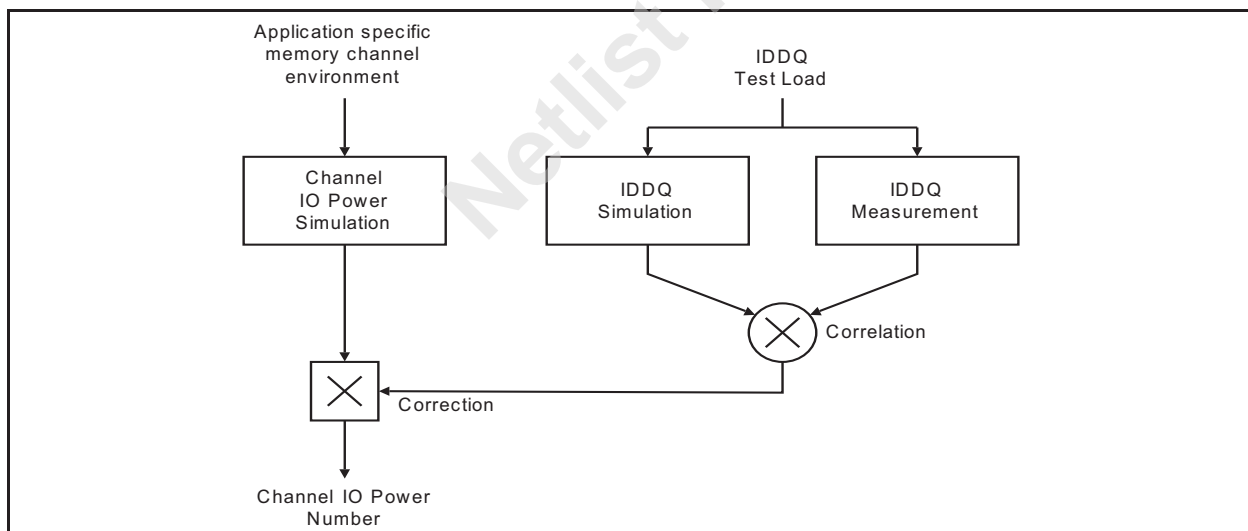 Application specific
memory channel
environment
IDDQ
Test Load
Channel
IO Power
Simulation
IDDQ
Simulation
IDDQ
Measurement
Correlation
Correction
Channel IO Power
Number
Netlist